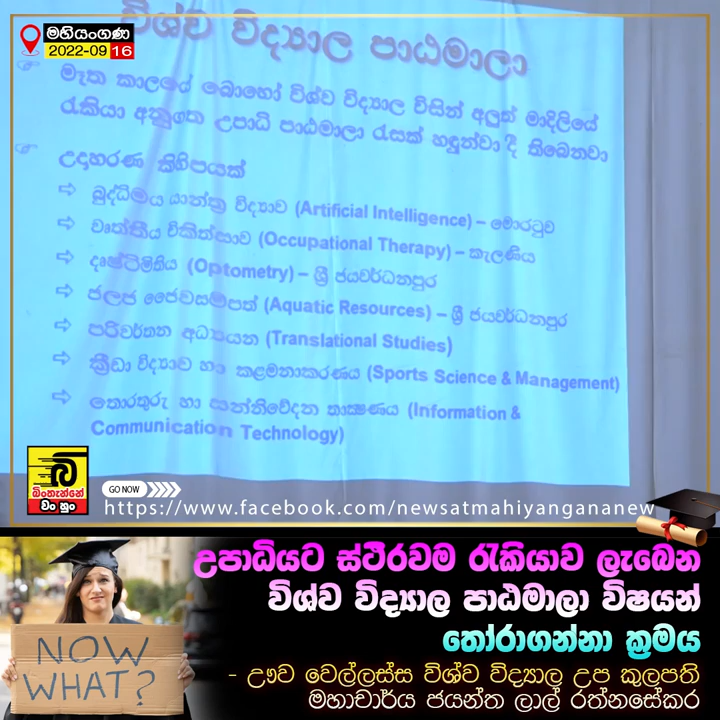 මහියංගණ
2022-09 16
විශ්ව විද්‍යාල පාඨමාලා
මෑත කාලයේ බොහෝ විශ්ව විද්‍යාල විසින් අලුත් මාදිලියේ
රැකියා අනුගත උපාධි පාඨමාලා රැසක් හඳුන්වා දී තිබෙනවා
උදාහරණ කිහිපයක්
⇨ බුද්ධිමය යාන්ත්‍ර විද්‍යාව (Artificial Intelligence) – මොරටුව
⇨ වෘත්තීය චිකිත්සාව (Occupational Therapy) – කැලණිය
⇨ දෘෂ්ටිමිතිය (Optometry) – ශ්‍රී ජයවර්ධනපුර
⇨ ජලජ ජෛවසම්පත් (Aquatic Resources) – ශ්‍රී ජයවර්ධනපුර
⇨ පරිවර්තන අධ්‍යයන (Translational Studies)
⇨ ක්‍රීඩා විද්‍යාව හා කළමනාකරණය (Sports Science & Management)
⇨ තොරතුරු හා සන්නිවේදන තාක්ෂණය (Information &
Communication Technology)
බි
බිංතැන්නේ
වං හුං
GO NOW
https://www.facebook.com/newsatmahiyangananew
උපාධියට ස්ථිරවම රැකියාව ලැබෙන
විශ්ව විද්‍යාල පාඨමාලා විෂයන්
තෝරාගන්නා ක්‍රමය
- ඌව වෙල්ලස්ස විශ්ව විද්‍යාල උප කුලපති
මහාචාර්ය ජයන්ත ලාල් රත්නසේකර
NOW
WHAT?